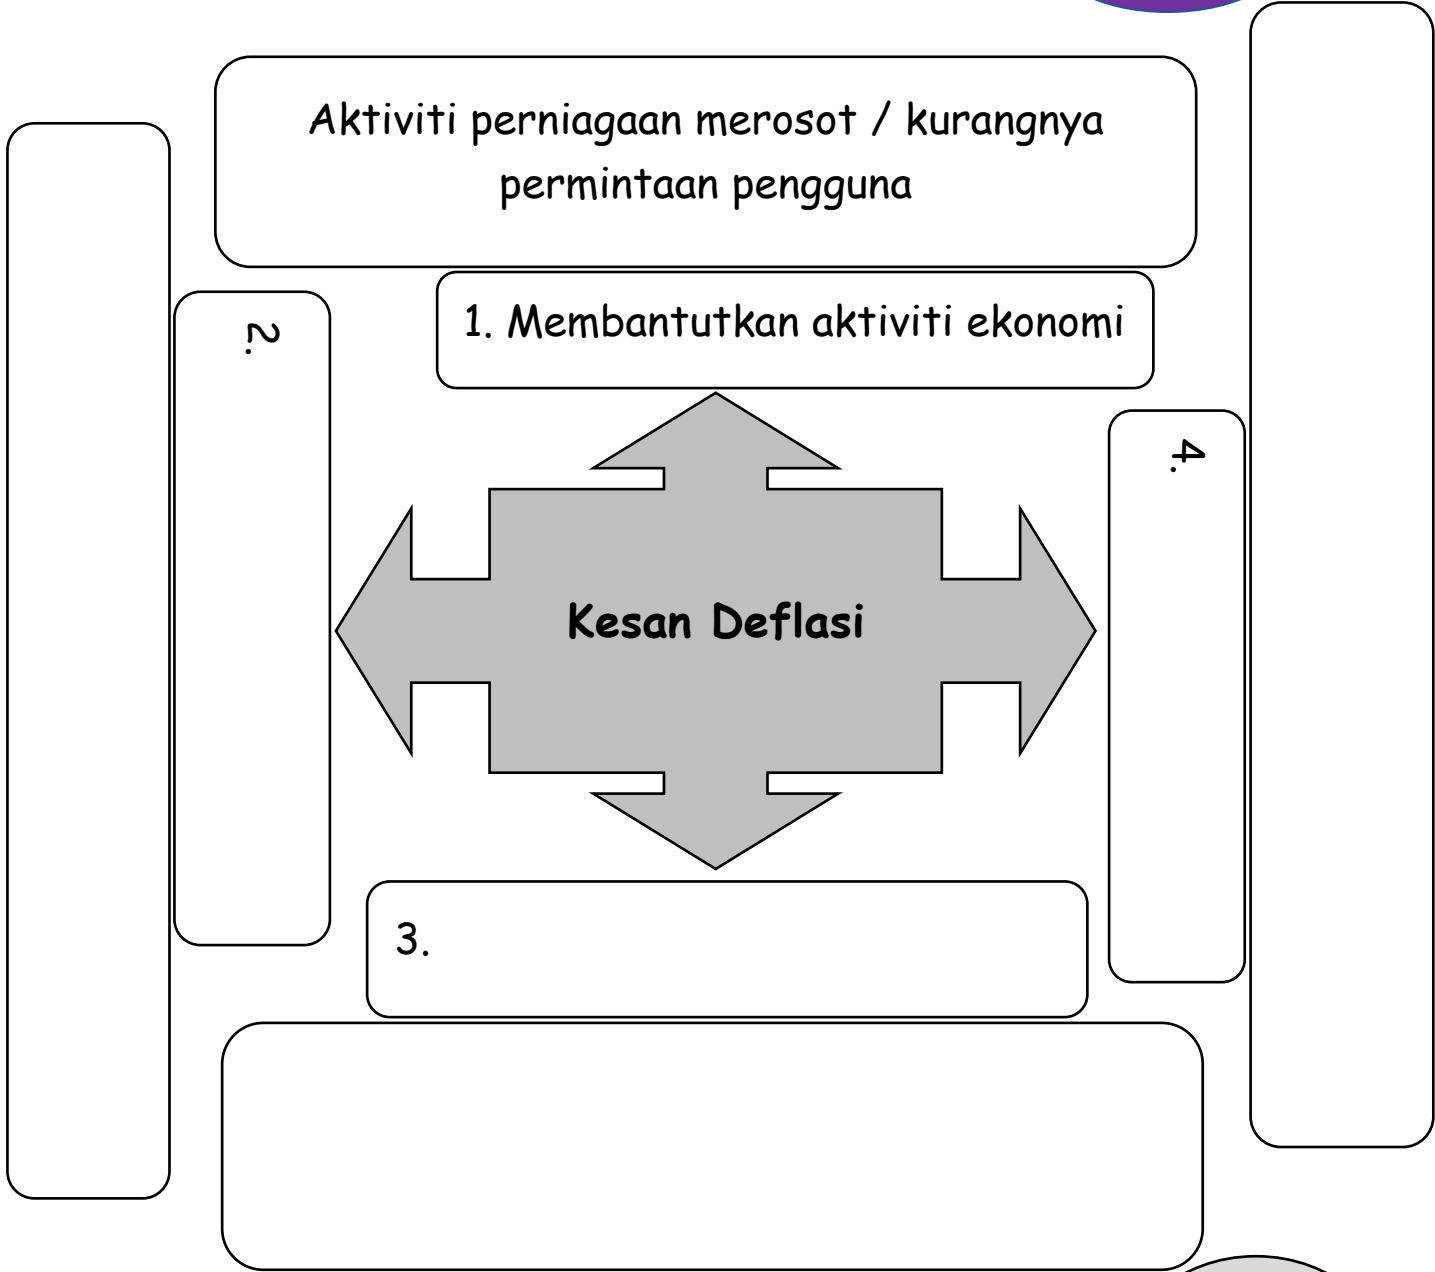 Aktiviti perniagaan merosot / kurangnya
permintaan pengguna
1. Membantutkan aktiviti ekonomi
2.
4.
Kesan Deflasi
3.